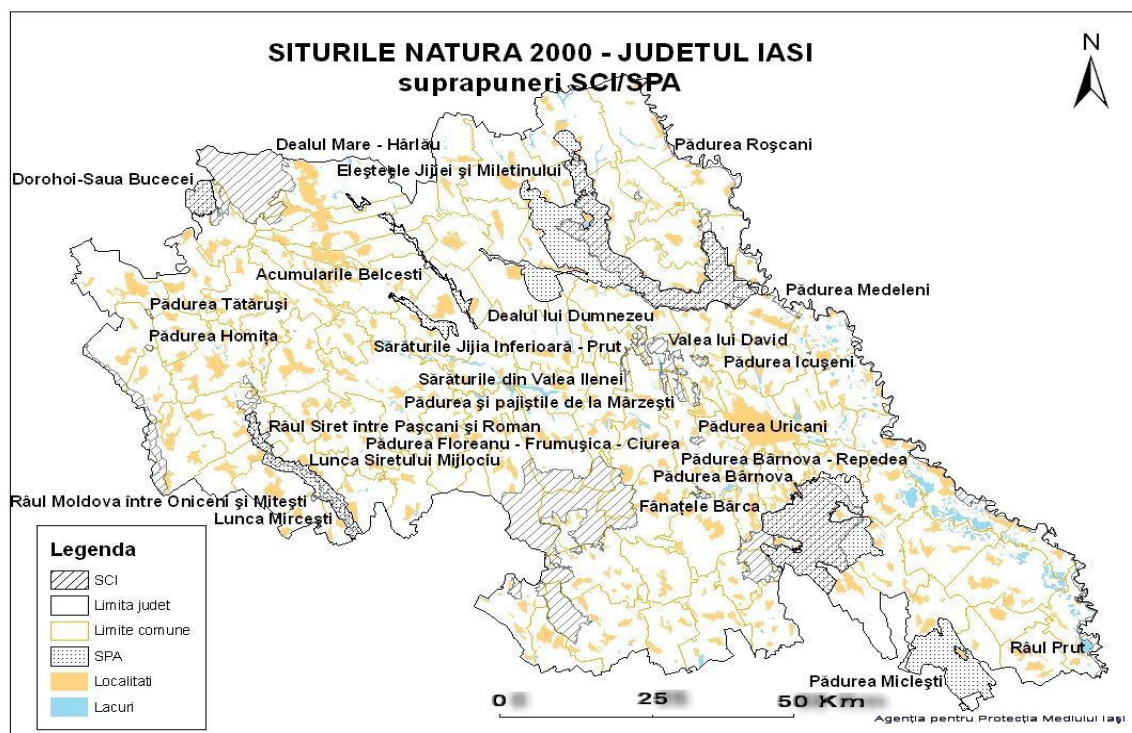 SITURILE NATURA 2000 - JUDETUL IASI
suprapuneri SCI/SPA
N
Dealul Mare - Hârlău
Pădurea Roşcani
Eleşteele Jijiei şi Miletinului
Dorohoi-Saua Bucecei
Acumularile Belcesti
Pădurea Medeleni
Pădurea Tătăruşi
Dealul lui Dumnezeu
Pădurea Homiţa
Sărăturile Jijia Inferioară - Prut
Valea lui David
Pădurea Icuşeni
Sărăturile din Valea Ilenei
Pădurea şi pajiştile de la Mârzeşti
Râul Siret între Paşcani şi Roman
Pădurea Uricani
Pădurea Floreanu - Frumuşica - Ciurea
Lunca Siretului Mijlociu
Pădurea Bârnova - Repedea
Pădurea Bârnova
Râul Moldova între Oniceni şi Miteşti
Fânaţele Bârca
Lunca Mirceşti
Legenda
SCI
Limita judet
Limite comune
SPA
Localitati
Lacuri
Râul Prut
Pădurea Micleşti
0 25 50 Km
Agenţia pentru Protecţia Mediului Iaşi